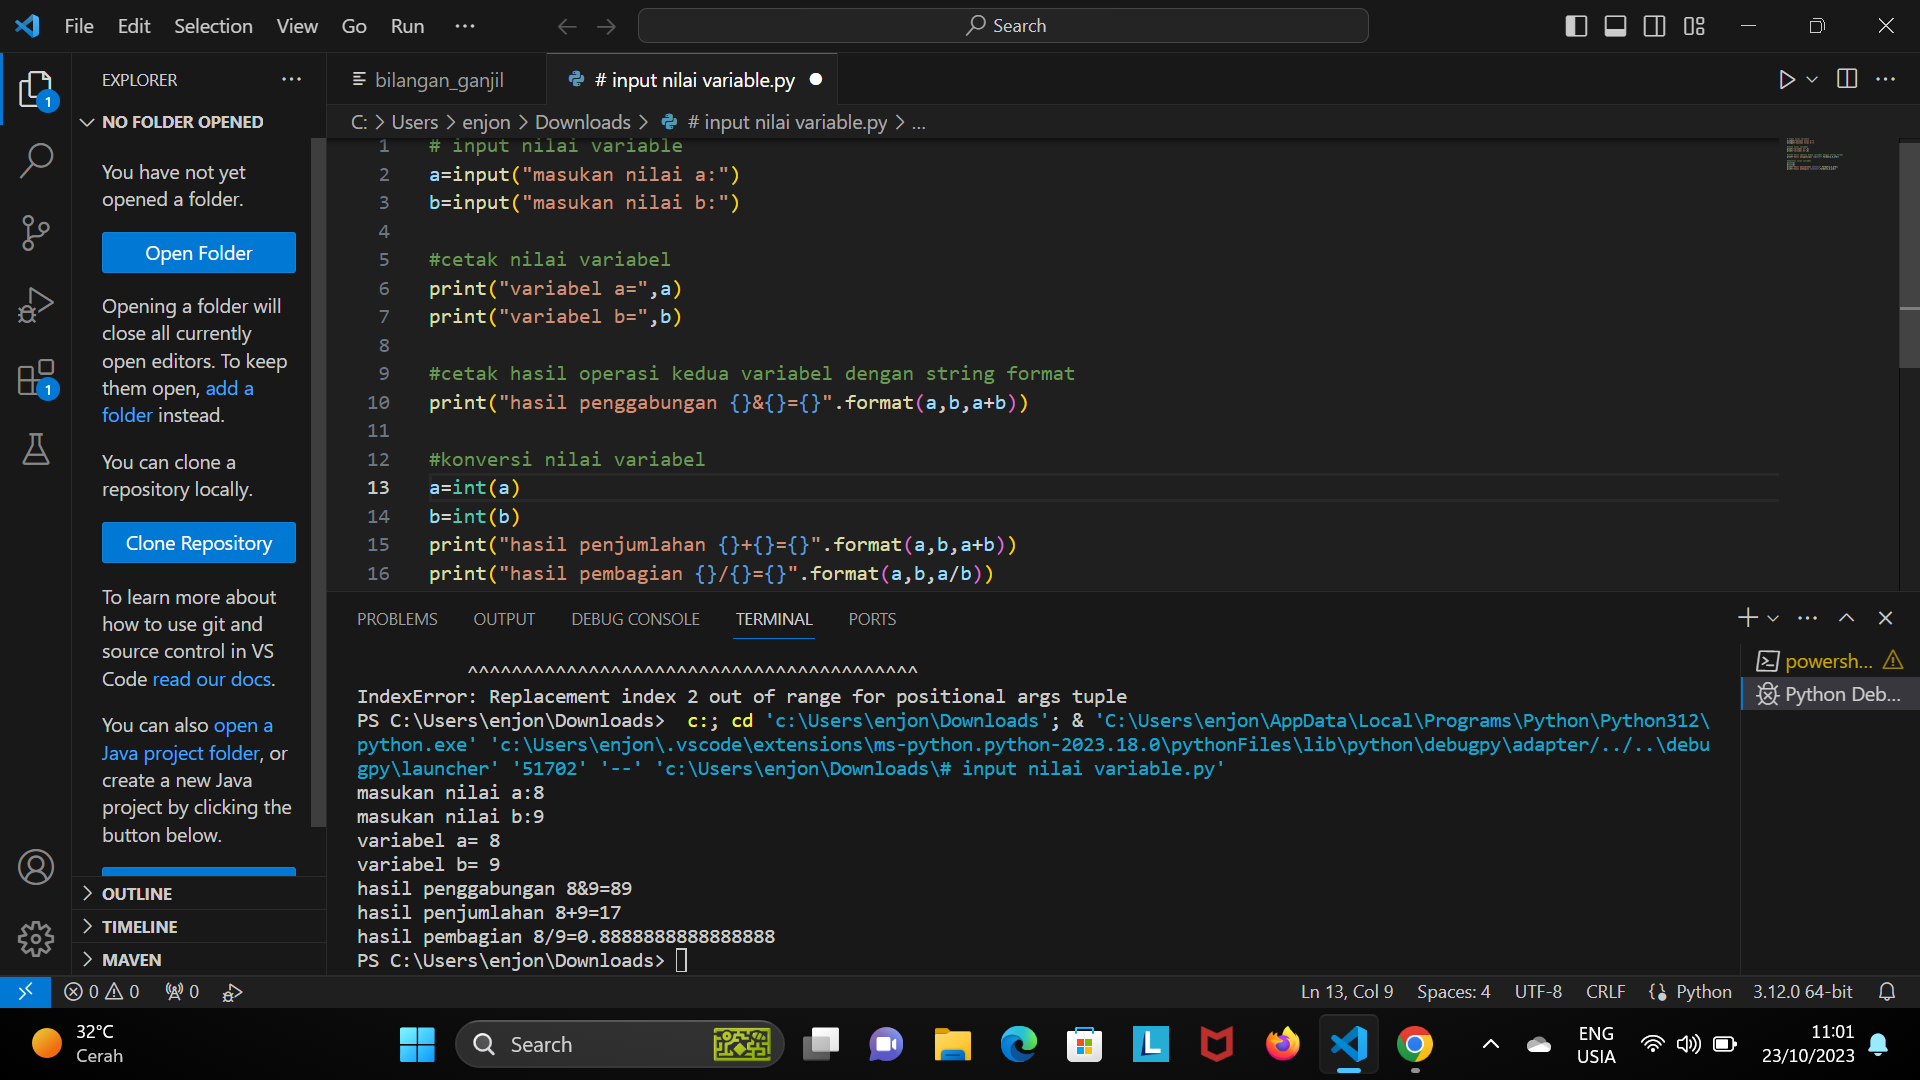 File Edit Selection View Go Run ···
Search
EXPLORER ···
bilangan_ganjil
# input nilai variable.py
NO FOLDER OPENED
C: > Users > enjon > Downloads > # input nilai variable.py > ...
You have not yet
opened a folder.
Open Folder
Opening a folder will
close all currently
open editors. To keep
them open, add a
folder instead.
You can clone a
repository locally.
Clone Repository
To learn more about
how to use git and
source control in VS
Code read our docs.
You can also open a
Java project folder, or
create a new Java
project by clicking the
button below.
OUTLINE
TIMELINE
MAVEN
1
1
1 # input nilai variable
2 a=input("masukan nilai a:")
3 b=input("masukan nilai b:")
4
5 #cetak nilai variabel
6 print("variabel a=",a)
7 print("variabel b=",b)
8
9 #cetak hasil operasi kedua variabel dengan string format
10 print("hasil penggabungan {}&{}={}".format(a,b,a+b))
11
12 #konversi nilai variabel
13 a=int(a)
14 b=int(b)
15 print("hasil penjumlahan {}+{}={}".format(a,b,a+b))
16 print("hasil pembagian {}/{}={}".format(a,b,a/b))
PROBLEMS OUTPUT DEBUG CONSOLE TERMINAL PORTS
^^^^^^^^^^^^^^^^^^^^^^^^^^^^^^^^^^^^^^^^^
IndexError: Replacement index 2 out of range for positional args tuple
PS C:\Users\enjon\Downloads>  c:; cd 'c:\Users\enjon\Downloads'; & 'C:\Users\enjon\AppData\Local\Programs\Python\Python312\
python.exe' 'c:\Users\enjon\.vscode\extensions\ms-python.python-2023.18.0\pythonFiles\lib\python\debugpy\adapter/../..\debu
gpy\launcher' '51702' '--' 'c:\Users\enjon\Downloads\# input nilai variable.py'
masukan nilai a:8
masukan nilai b:9
variabel a= 8
variabel b= 9
hasil penggabungan 8&9=89
hasil penjumlahan 8+9=17
hasil pembagian 8/9=0.8888888888888888
PS C:\Users\enjon\Downloads>
powersh...
Python Deb...
0 0 0
Ln 13, Col 9 Spaces: 4 UTF-8 CRLF Python 3.12.0 64-bit
32°C
Cerah
Search
ENG
USIA
11:01
23/10/2023